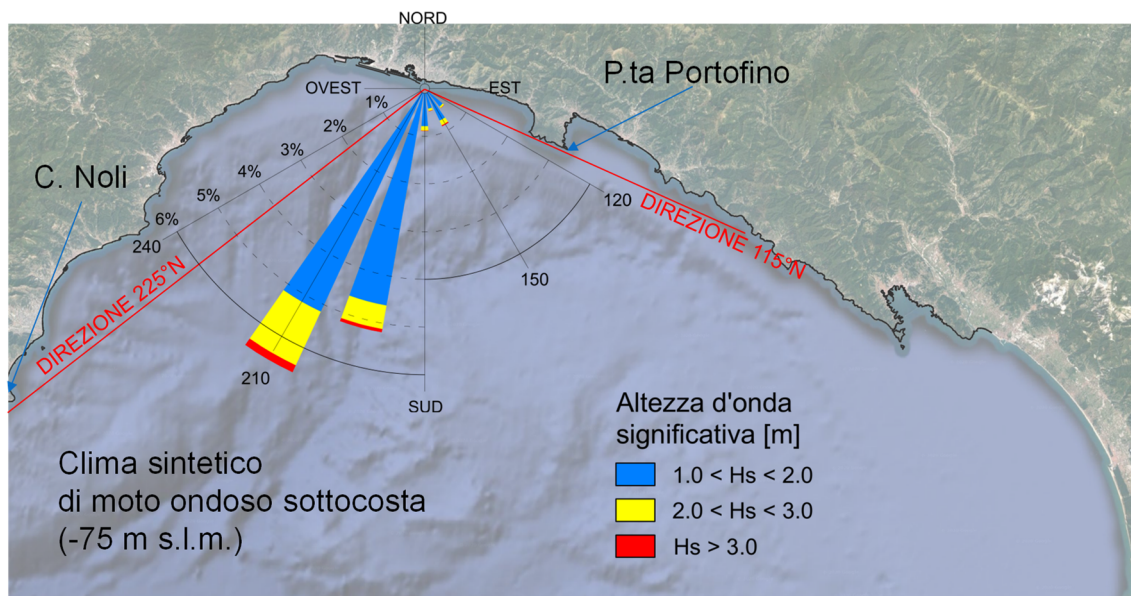 NORD
P.ta Portofino
OVEST
EST
1%
2%
3%
4%
5%
6%
C. Noli
120
DIREZIONE 115°N
240
150
DIREZIONE 225°N
210
SUD
Altezza d'onda
significativa [m]
1.0 < Hs < 2.0
2.0 < Hs < 3.0
Hs > 3.0
Clima sintetico
di moto ondoso sottocosta
(-75 m s.l.m.)